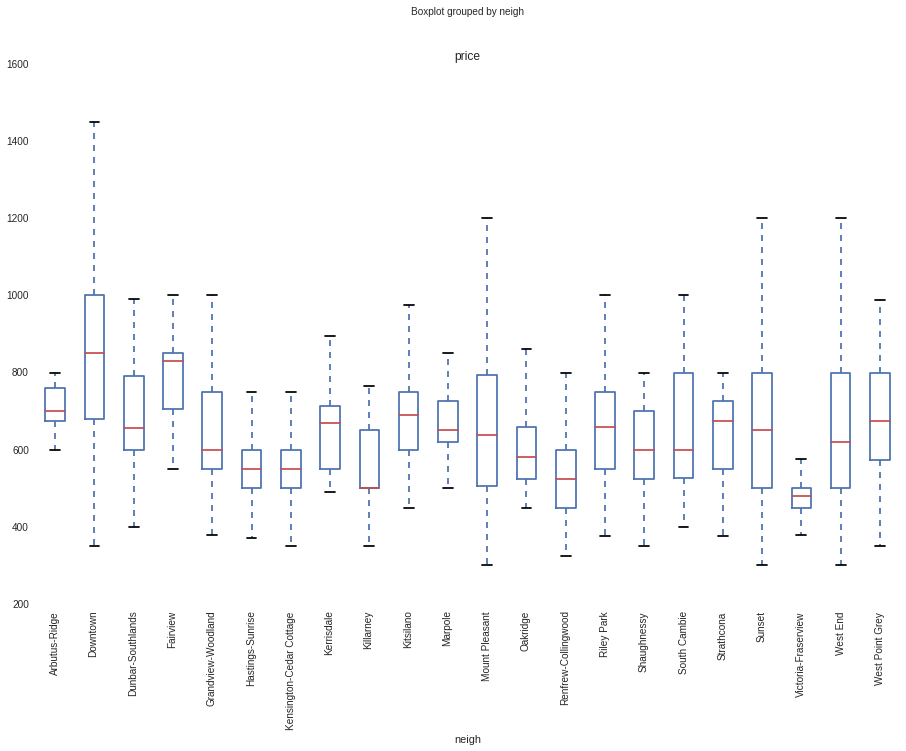 Boxplot grouped by neigh
price
1600
1400
1200
1000
800
600
400
200
Arbutus-Ridge
Downtown
Dunbar-Southlands
Fairview
Grandview-Woodland
Hastings-Sunrise
Kensington-Cedar Cottage
Kerrisdale
Killarney
Kitsilano
Marpole
Mount Pleasant
Oakridge
Renfrew-Collingwood
Riley Park
Shaughnessy
South Cambie
Strathcona
Sunset
Victoria-Fraserview
West End
West Point Grey
neigh